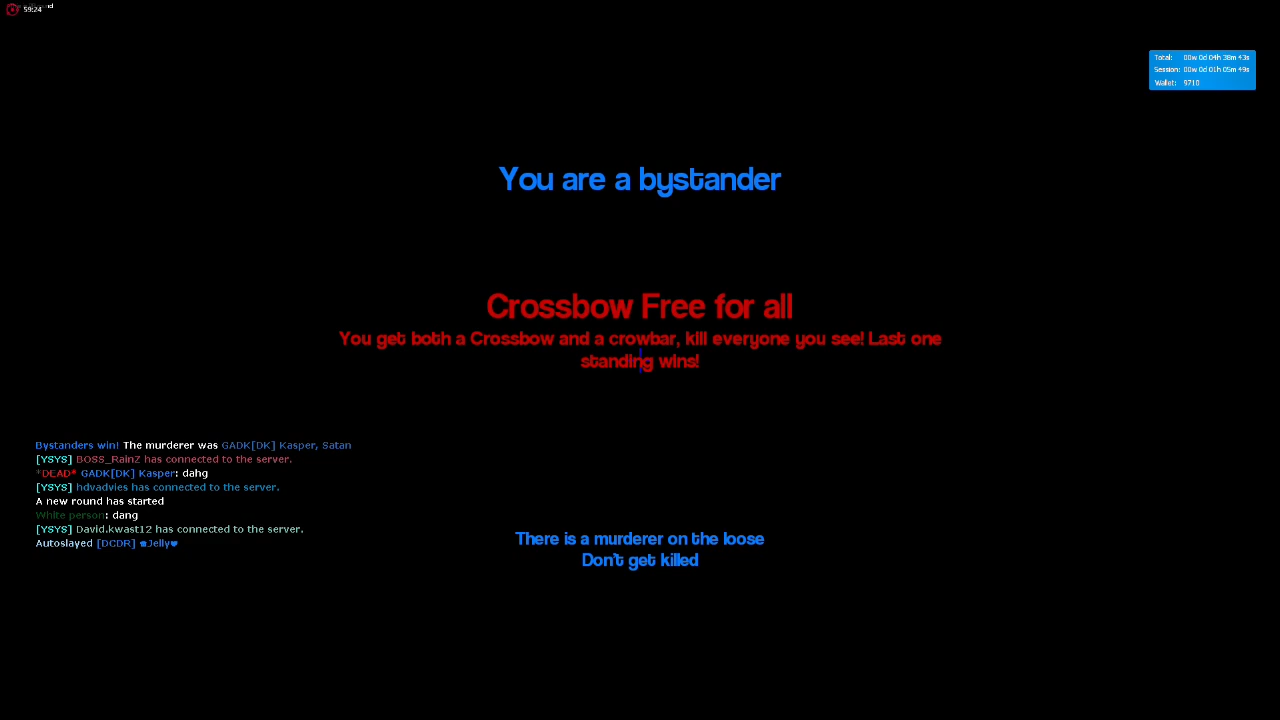 59:24
Total: 00w 0d 04h 38m 43s
Session: 00w 0d 01h 05m 49s
Wallet: 9710
You are a bystander
Crossbow Free for all
You get both a Crossbow and a crowbar, kill everyone you see! Last one
standing wins!
Bystanders win! The murderer was GADK[DK] Kasper, Satan
[YSYS] BOSS_RainZ has connected to the server.
*DEAD* GADK[DK] Kasper: dahg
[YSYS] hdvadvies has connected to the server.
A new round has started
White person: dang
[YSYS] David.kwast12 has connected to the server.
Autoslayed [DCDR] Jelly
There is a murderer on the loose
Don't get killed